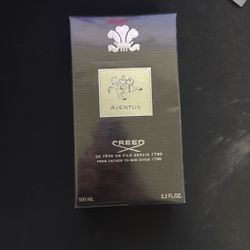 AVENTUS
CREED
DE PÈRE EN FILS DEPUIS 1760
FROM FATHER TO SON SINCE 1760
100 ML
3.3 FL.OZ.